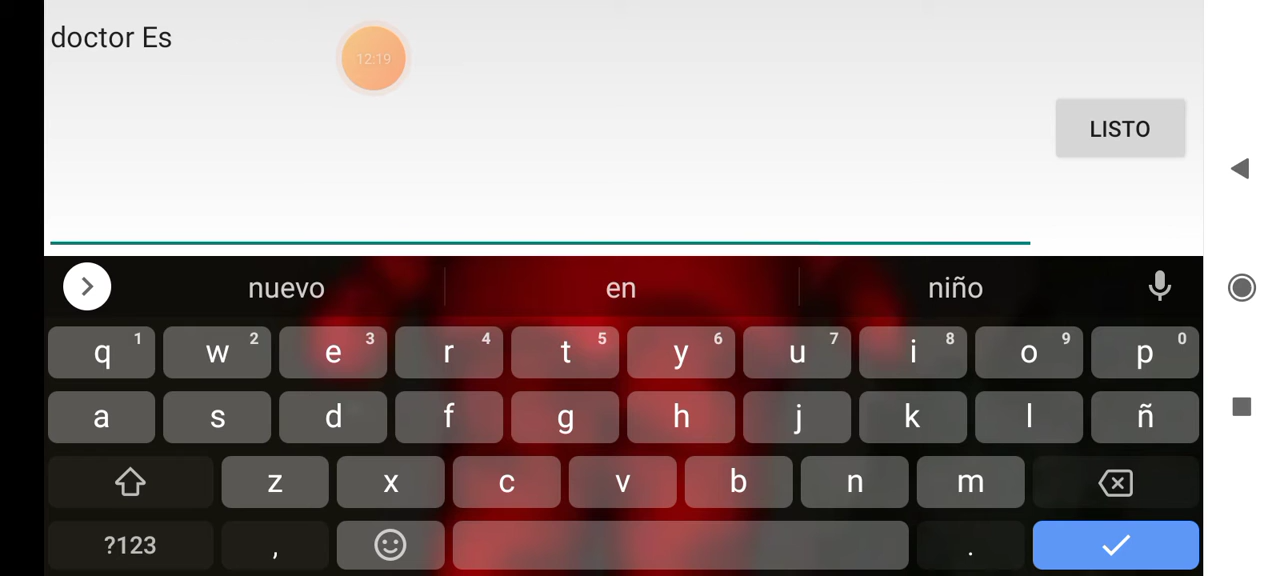 doctor Es
12:19
LISTO
nuevo en niño
q 1 w 2 e 3 r 4 t 5 y 6 u 7 i 8 o 9 p 0
a s d f g h j k l ñ
z x c v b n m
?123 , .